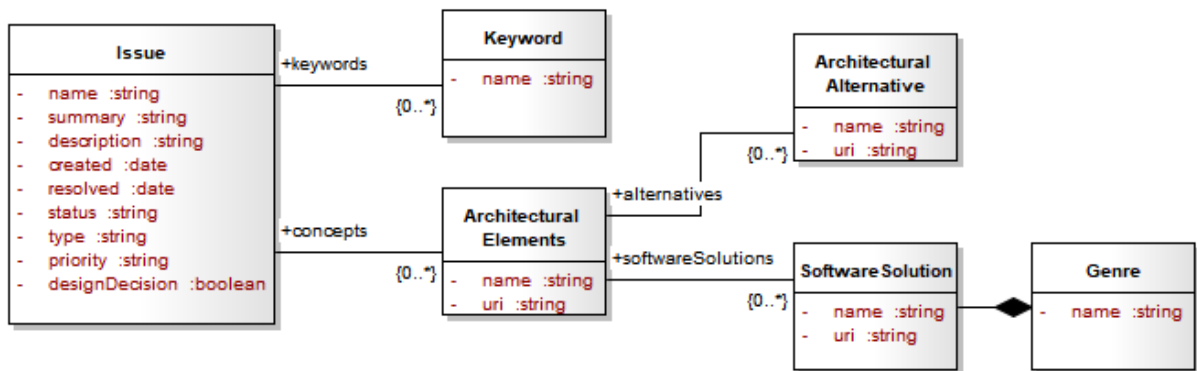 Issue
- name :string
- summary :string
- description :string
- created :date
- resolved :date
- status :string
- type :string
- priority :string
- designDecision :boolean
+keywords
{0..*}
Keyword
- name :string
+concepts
{0..*}
Architectural
Elements
- name :string
- uri :string
+alternatives
{0..*}
Architectural
Alternative
- name :string
- uri :string
+softwareSolutions
{0..*}
SoftwareSolution
- name :string
- uri :string
Genre
- name :string